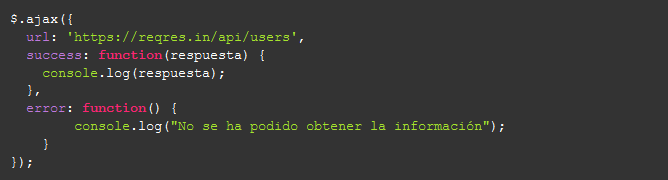 $.ajax({
  url: 'https://reqres.in/api/users',
  success: function(respuesta) {
    console.log(respuesta);
  },
  error: function() {
        console.log("No se ha podido obtener la información");
    }
});